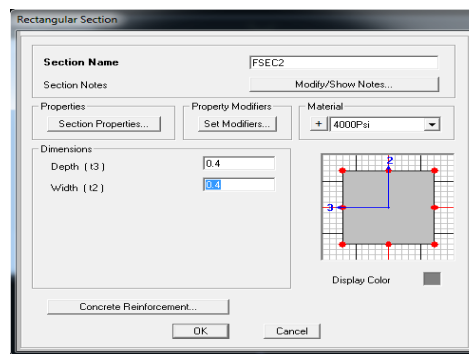 Rectangular Section
Section Name FSEC2
Section Notes Modify/Show Notes...
Properties Property Modifiers Material
Section Properties... Set Modifiers... + 4000Psi
Dimensions
Depth ( t3 ) 0.4
Width ( t2 ) 0.4
2
3
Display Color
Concrete Reinforcement...
OK Cancel